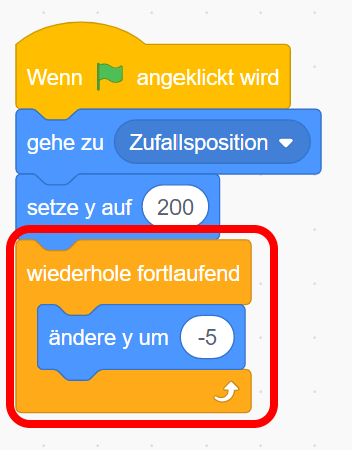 Wenn angeklickt wird
gehe zu Zufallsposition
setze y auf 200
wiederhole fortlaufend
ändere y um -5